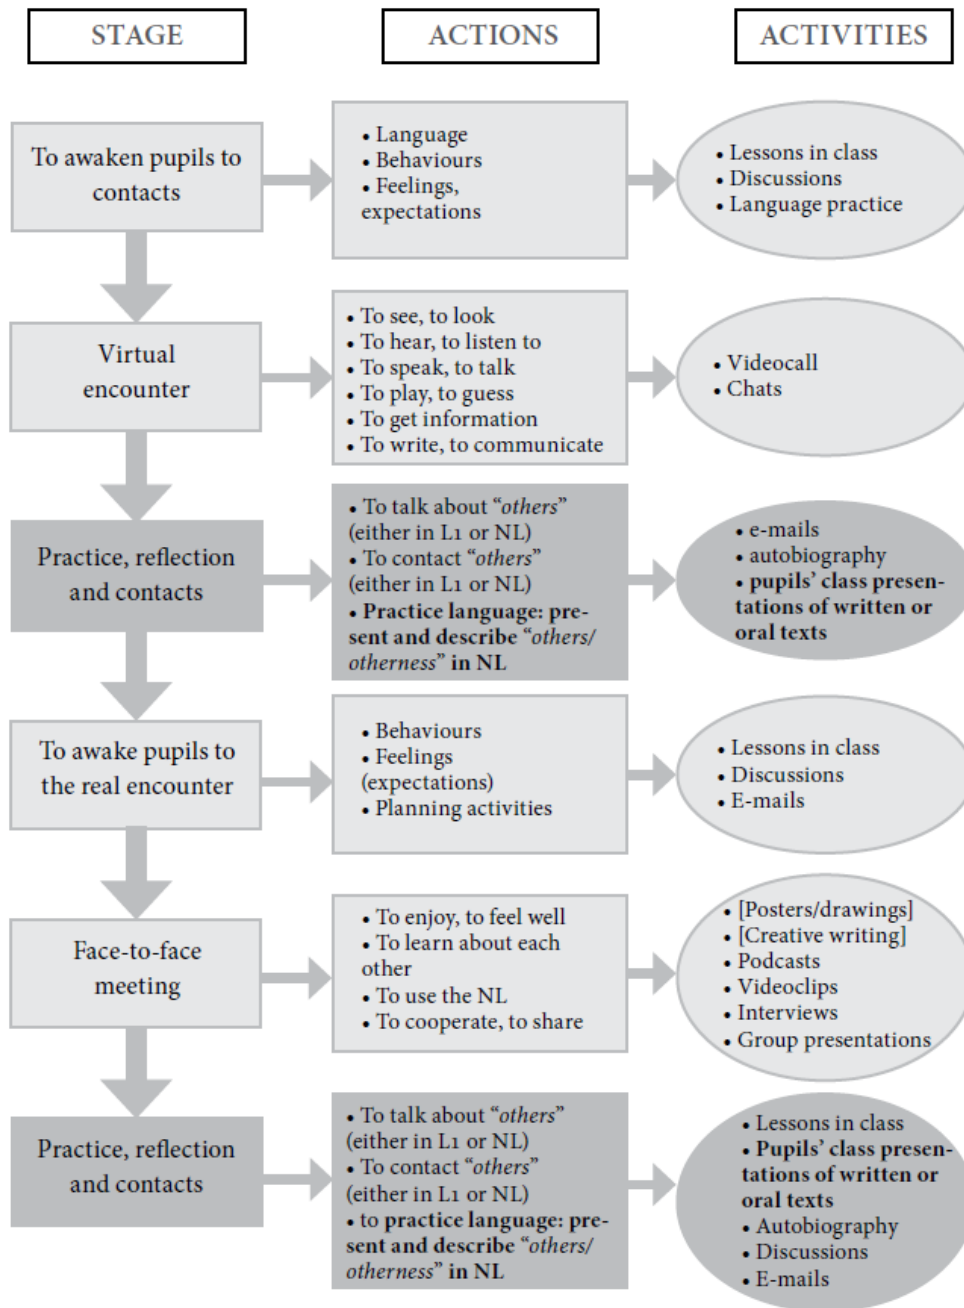 STAGE
ACTIONS
ACTIVITIES
To awaken pupils to
contacts
• Language
• Behaviours
• Feelings,
expectations
• Lessons in class
• Discussions
• Language practice
Virtual
encounter
• To see, to look
• To hear, to listen to
• To speak, to talk
• To play, to guess
• To get information
• To write, to communicate
• Videocall
• Chats
Practice, reflection
and contacts
• To talk about “others”
(either in L1 or NL)
• To contact “others”
(either in L1 or NL)
• Practice language: pre-
sent and describe “others/
otherness” in NL
• e-mails
• autobiography
• pupils’ class presen-
tations of written or
oral texts
To awake pupils to
the real encounter
• Behaviours
• Feelings
(expectations)
• Planning activities
• Lessons in class
• Discussions
• E-mails
Face-to-face
meeting
• To enjoy, to feel well
• To learn about each
other
• To use the NL
• To cooperate, to share
• [Posters/drawings]
• [Creative writing]
• Podcasts
• Videoclips
• Interviews
• Group presentations
Practice, reflection
and contacts
• To talk about “others”
(either in L1 or NL)
• To contact “others”
(either in L1 or NL)
• to practice language: pre-
sent and describe “others/
otherness” in NL
• Lessons in class
• Pupils’ class presen-
tations of written or
oral texts
• Autobiography
• Discussions
• E-mails